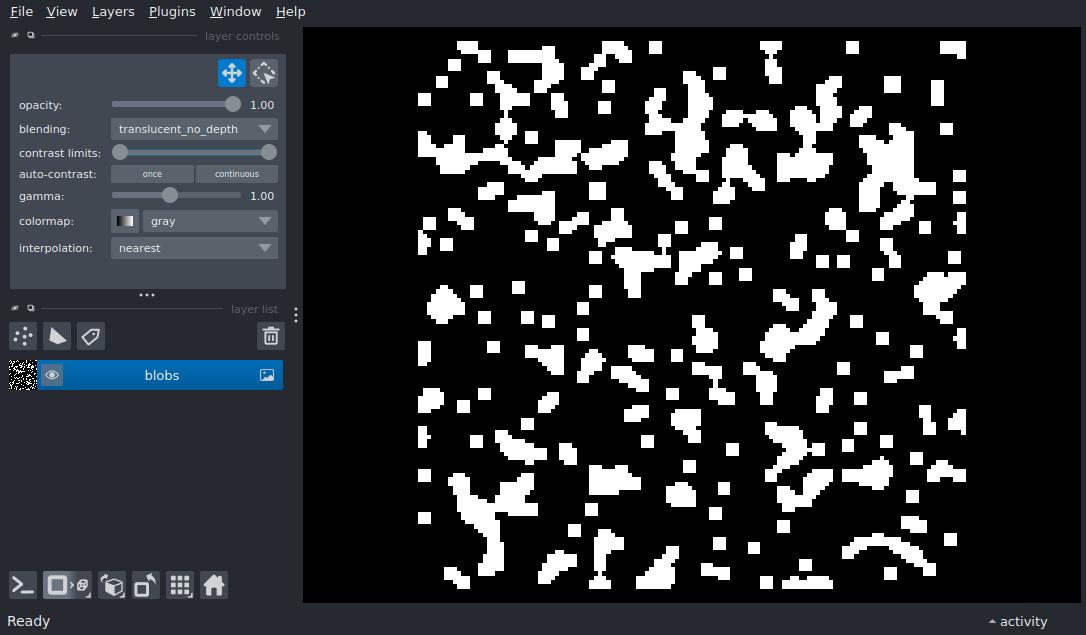 File View Layers Plugins Window Help
layer controls
opacity: 1.00
blending: translucent_no_depth
contrast limits:
auto-contrast: once continuous
gamma: 1.00
colormap: gray
interpolation: nearest
layer list
blobs
Ready activity